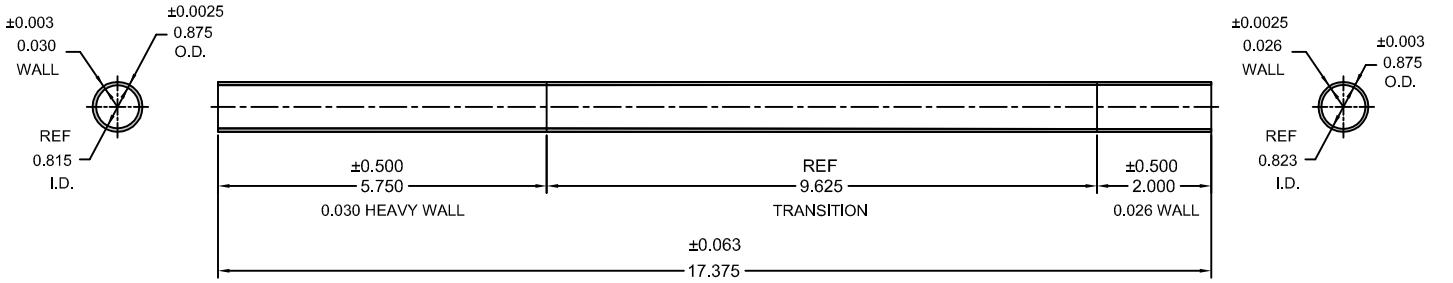 ±0.003
0.030
WALL
±0.0025
0.875
O.D.
REF
0.815
I.D.
±0.500
5.750
0.030 HEAVY WALL
REF
9.625
TRANSITION
±0.500
2.000
0.026 WALL
±0.063
17.375
±0.0025
0.026
WALL
±0.003
0.875
O.D.
REF
0.823
I.D.